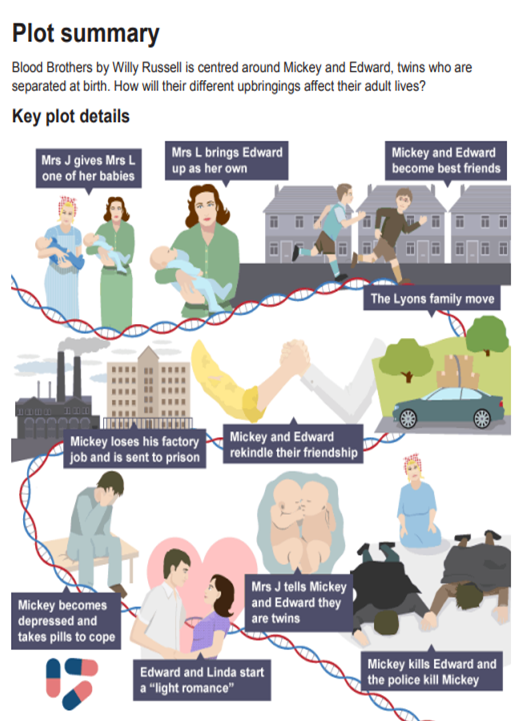 Plot summary
Blood Brothers by Willy Russell is centred around Mickey and Edward, twins who are
separated at birth. How will their different upbringings affect their adult lives?
Key plot details
Mrs J gives Mrs L
one of her babies
Mrs L brings Edward
up as her own
Mickey and Edward
become best friends
The Lyons family move
Mickey and Edward
rekindle their friendship
Mickey loses his factory
job and is sent to prison
Mickey becomes
depressed and
takes pills to cope
Edward and Linda start
a “light romance”
Mrs J tells Mickey
and Edward they
are twins
Mickey kills Edward and
the police kill Mickey